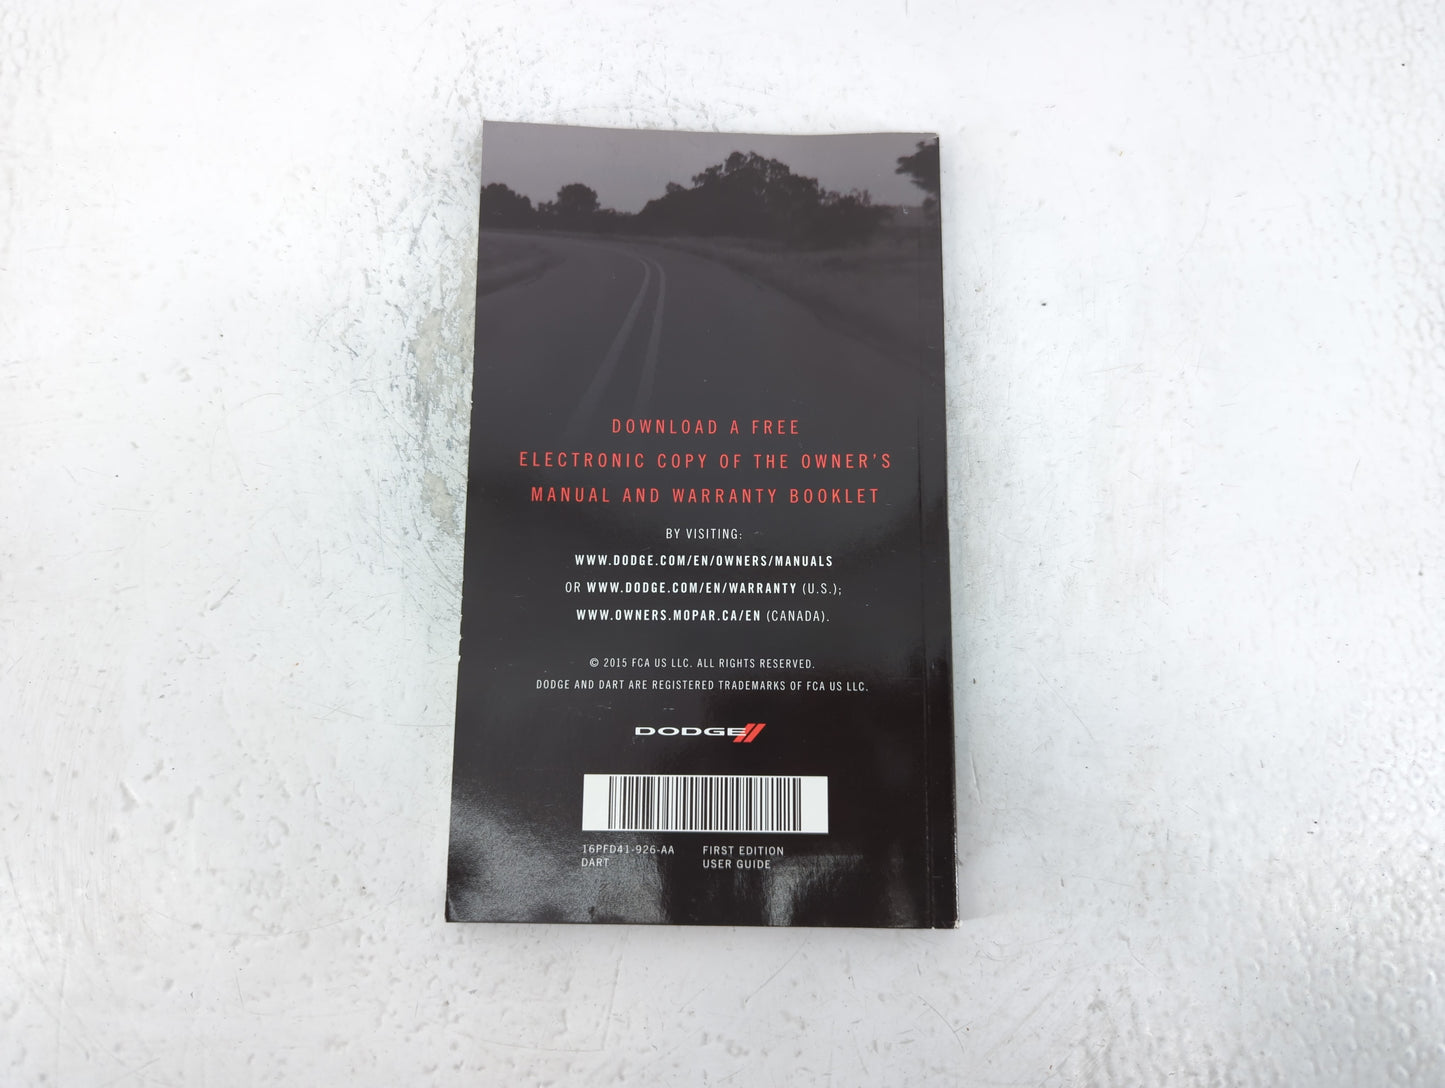 DOWNLOAD A FREE
ELECTRONIC COPY OF THE OWNER'S
MANUAL AND WARRANTY BOOKLET
BY VISITING:
WWW.DODGE.COM/EN/OWNERS/MANUALS
OR WWW.DODGE.COM/EN/WARRANTY (U.S.);
WWW.OWNERS.MOPAR.CA/EN (CANADA).
© 2015 FCA US LLC. ALL RIGHTS RESERVED.
DODGE AND DART ARE REGISTERED TRADEMARKS OF FCA US LLC.
DODGE
16PFD41-926-AA FIRST EDITION
DART USER GUIDE